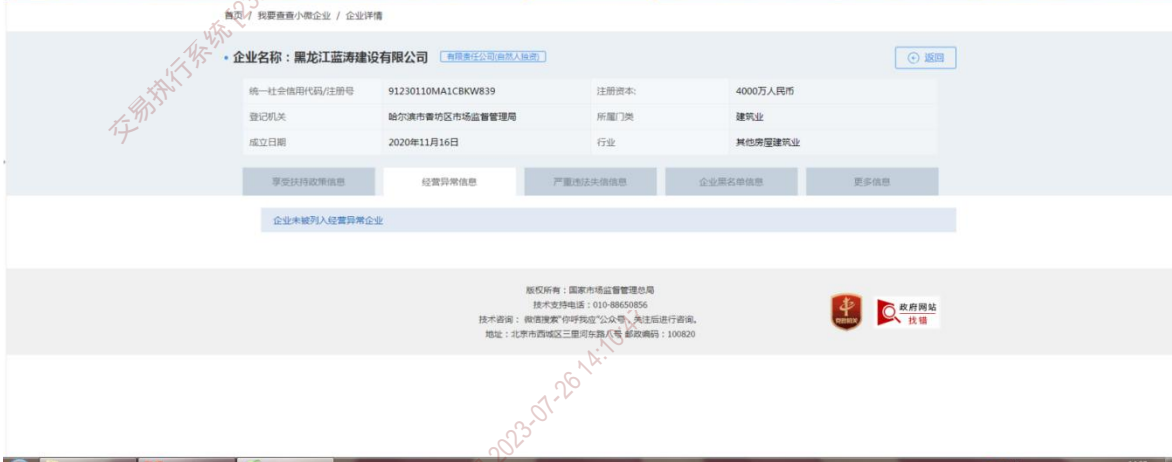 首页 / 我要查查小微企业 / 企业详情
企业名称：黑龙江蓝涛建设有限公司 有限责任公司(自然人独资)
返回
统一社会信用代码/注册号 91230110MA1CBKW839 注册资本: 4000万人民币
登记机关 哈尔滨市香坊区市场监督管理局 所属门类 建筑业
成立日期 2020年11月16日 行业 其他房屋建筑业
享受扶持政策信息 经营异常信息 严重违法失信信息 企业黑名单信息 更多信息
企业未被列入经营异常企业
版权所有：国家市场监督管理总局
技术支持电话：010-88650856
技术咨询： 微信搜索"你呼我应"公众号，关注后进行咨询。
地址：北京市西城区三里河东路八号 邮政编码：100820
党政机关
政府网站
找错
交易执行系统(23
2023-07-26 14:16:47